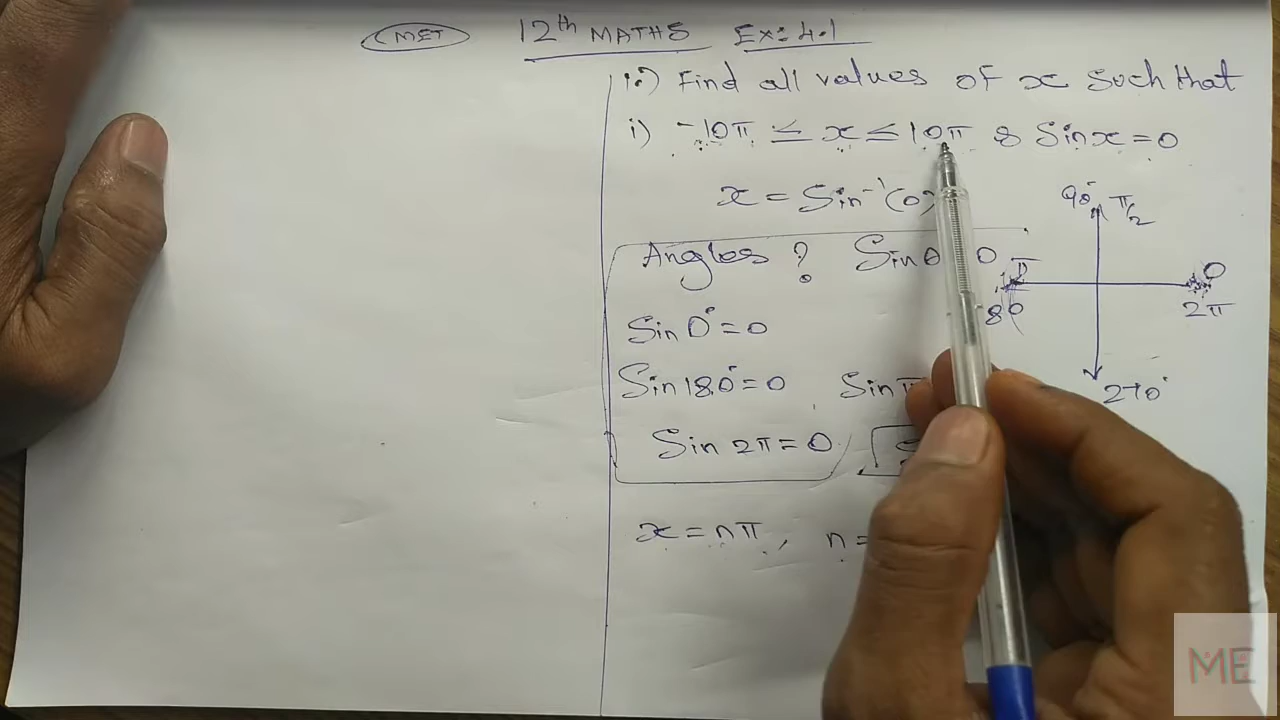 MET 12th MATHS Ex: 4.1
Find all values of x such that
i) -10π ≤ x ≤ 10π & Sin x = 0
x = Sin⁻¹(0)
90° π/2
Angles ? Sin θ 0
π 0
80 2π
Sin 0° = 0
Sin 180° = 0 Sin π
270°
Sin 2π = 0
x = nπ, n =
ME